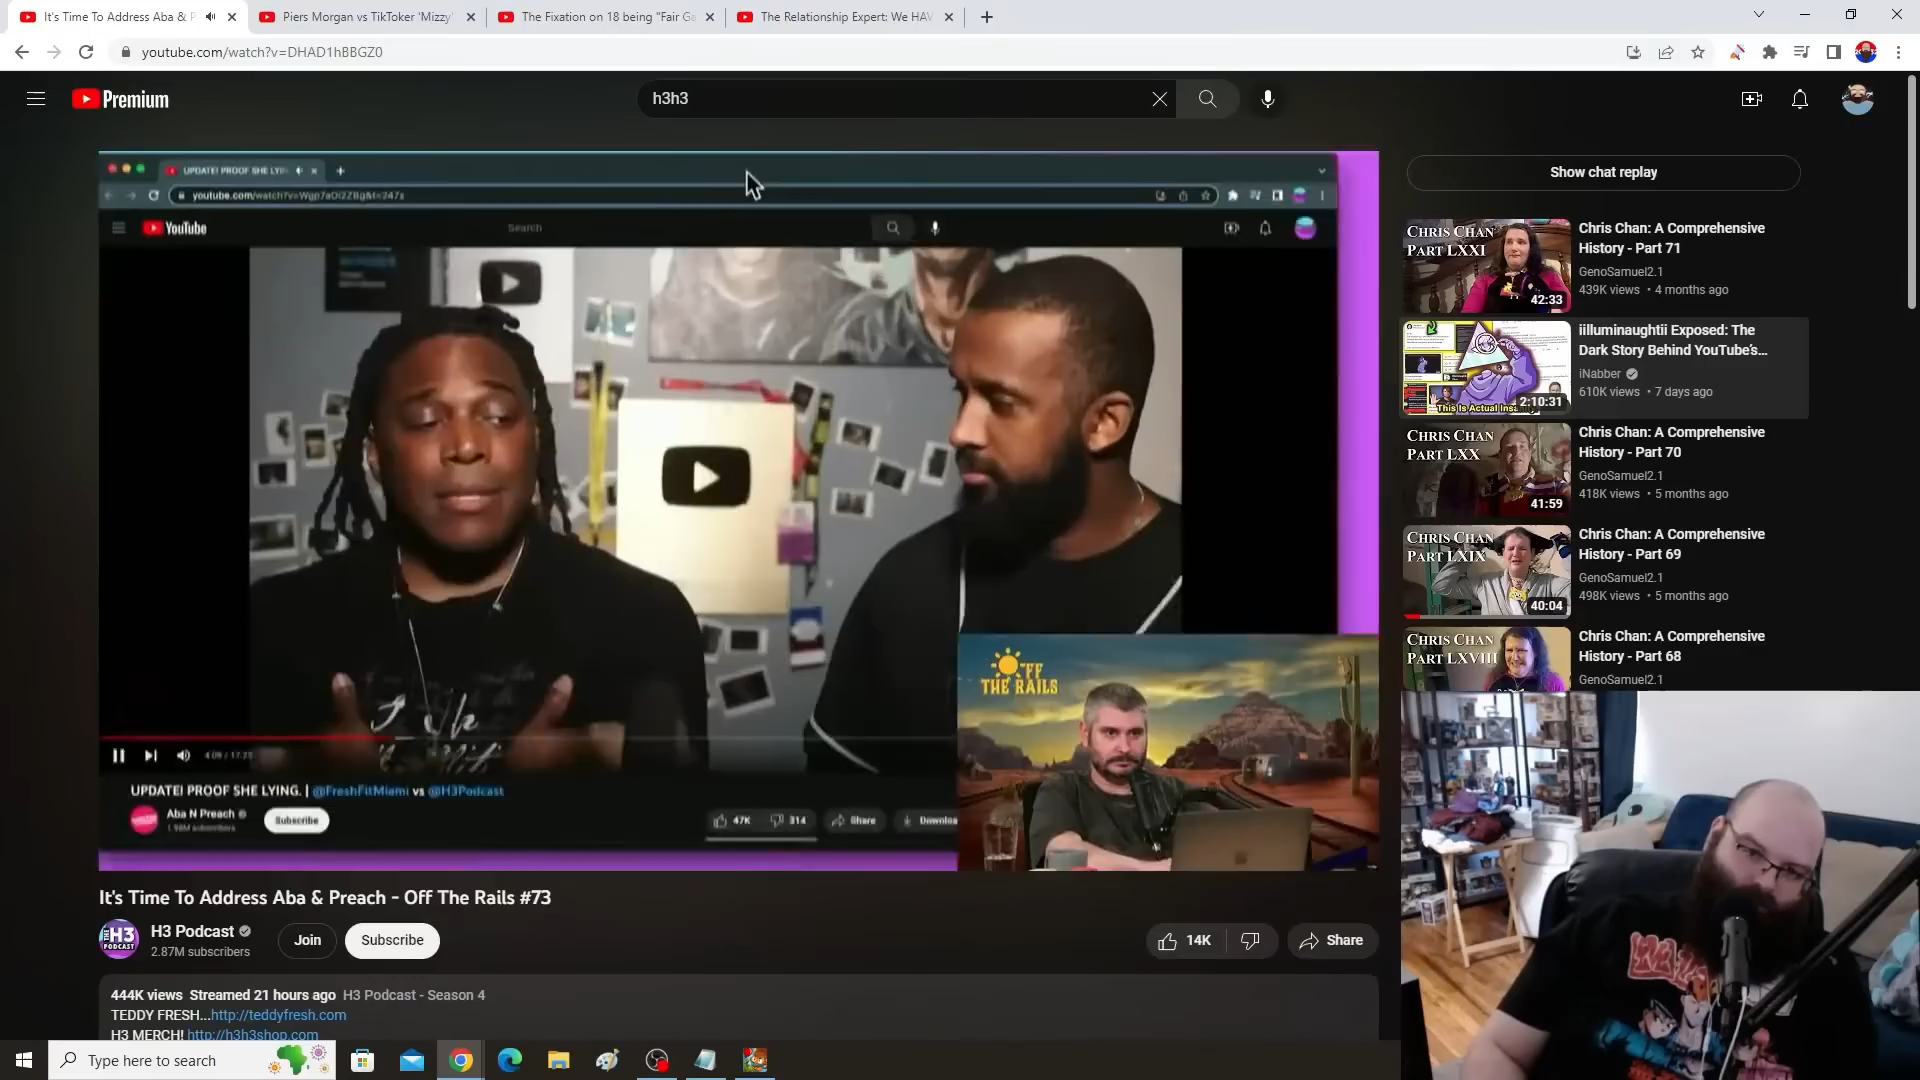 It's Time To Address Aba & P
Piers Morgan vs TikToker 'Mizzy'
The Fixation on 18 being "Fair Ga
The Relationship Expert: We HAV
youtube.com/watch?v=DHAD1hBBGZ0
Premium
h3h3
UPDATE! PROOF SHE LYIN
YouTube
Search
OFF
THE RAILS
UPDATE! PROOF SHE LYING. | @FreshFitMiami vs @H3Podcast
Aba N Preach
Subscribe
47K
314
Share
Downloa
Show chat replay
CHRIS CHAN
PART LXXI
42:33
Chris Chan: A Comprehensive
History - Part 71
GenoSamuel2.1
439K views • 4 months ago
This Is Actual
2:10:31
iilluminaughtii Exposed: The
Dark Story Behind YouTube's...
iNabber
610K views • 7 days ago
CHRIS CHAN
PART LXX
41:59
Chris Chan: A Comprehensive
History - Part 70
GenoSamuel2.1
418K views • 5 months ago
CHRIS CHAN
PART LXIX
40:04
Chris Chan: A Comprehensive
History - Part 69
GenoSamuel2.1
498K views • 5 months ago
CHRIS CHAN
PART LXVIII
Chris Chan: A Comprehensive
History - Part 68
GenoSamuel2.1
It's Time To Address Aba & Preach - Off The Rails #73
THE H3 PODCAST
H3 Podcast
2.87M subscribers
Join
Subscribe
14K
Share
444K views Streamed 21 hours ago H3 Podcast - Season 4
TEDDY FRESH...http://teddyfresh.com
H3 MERCH! http://h3h3shop.com
Type here to search